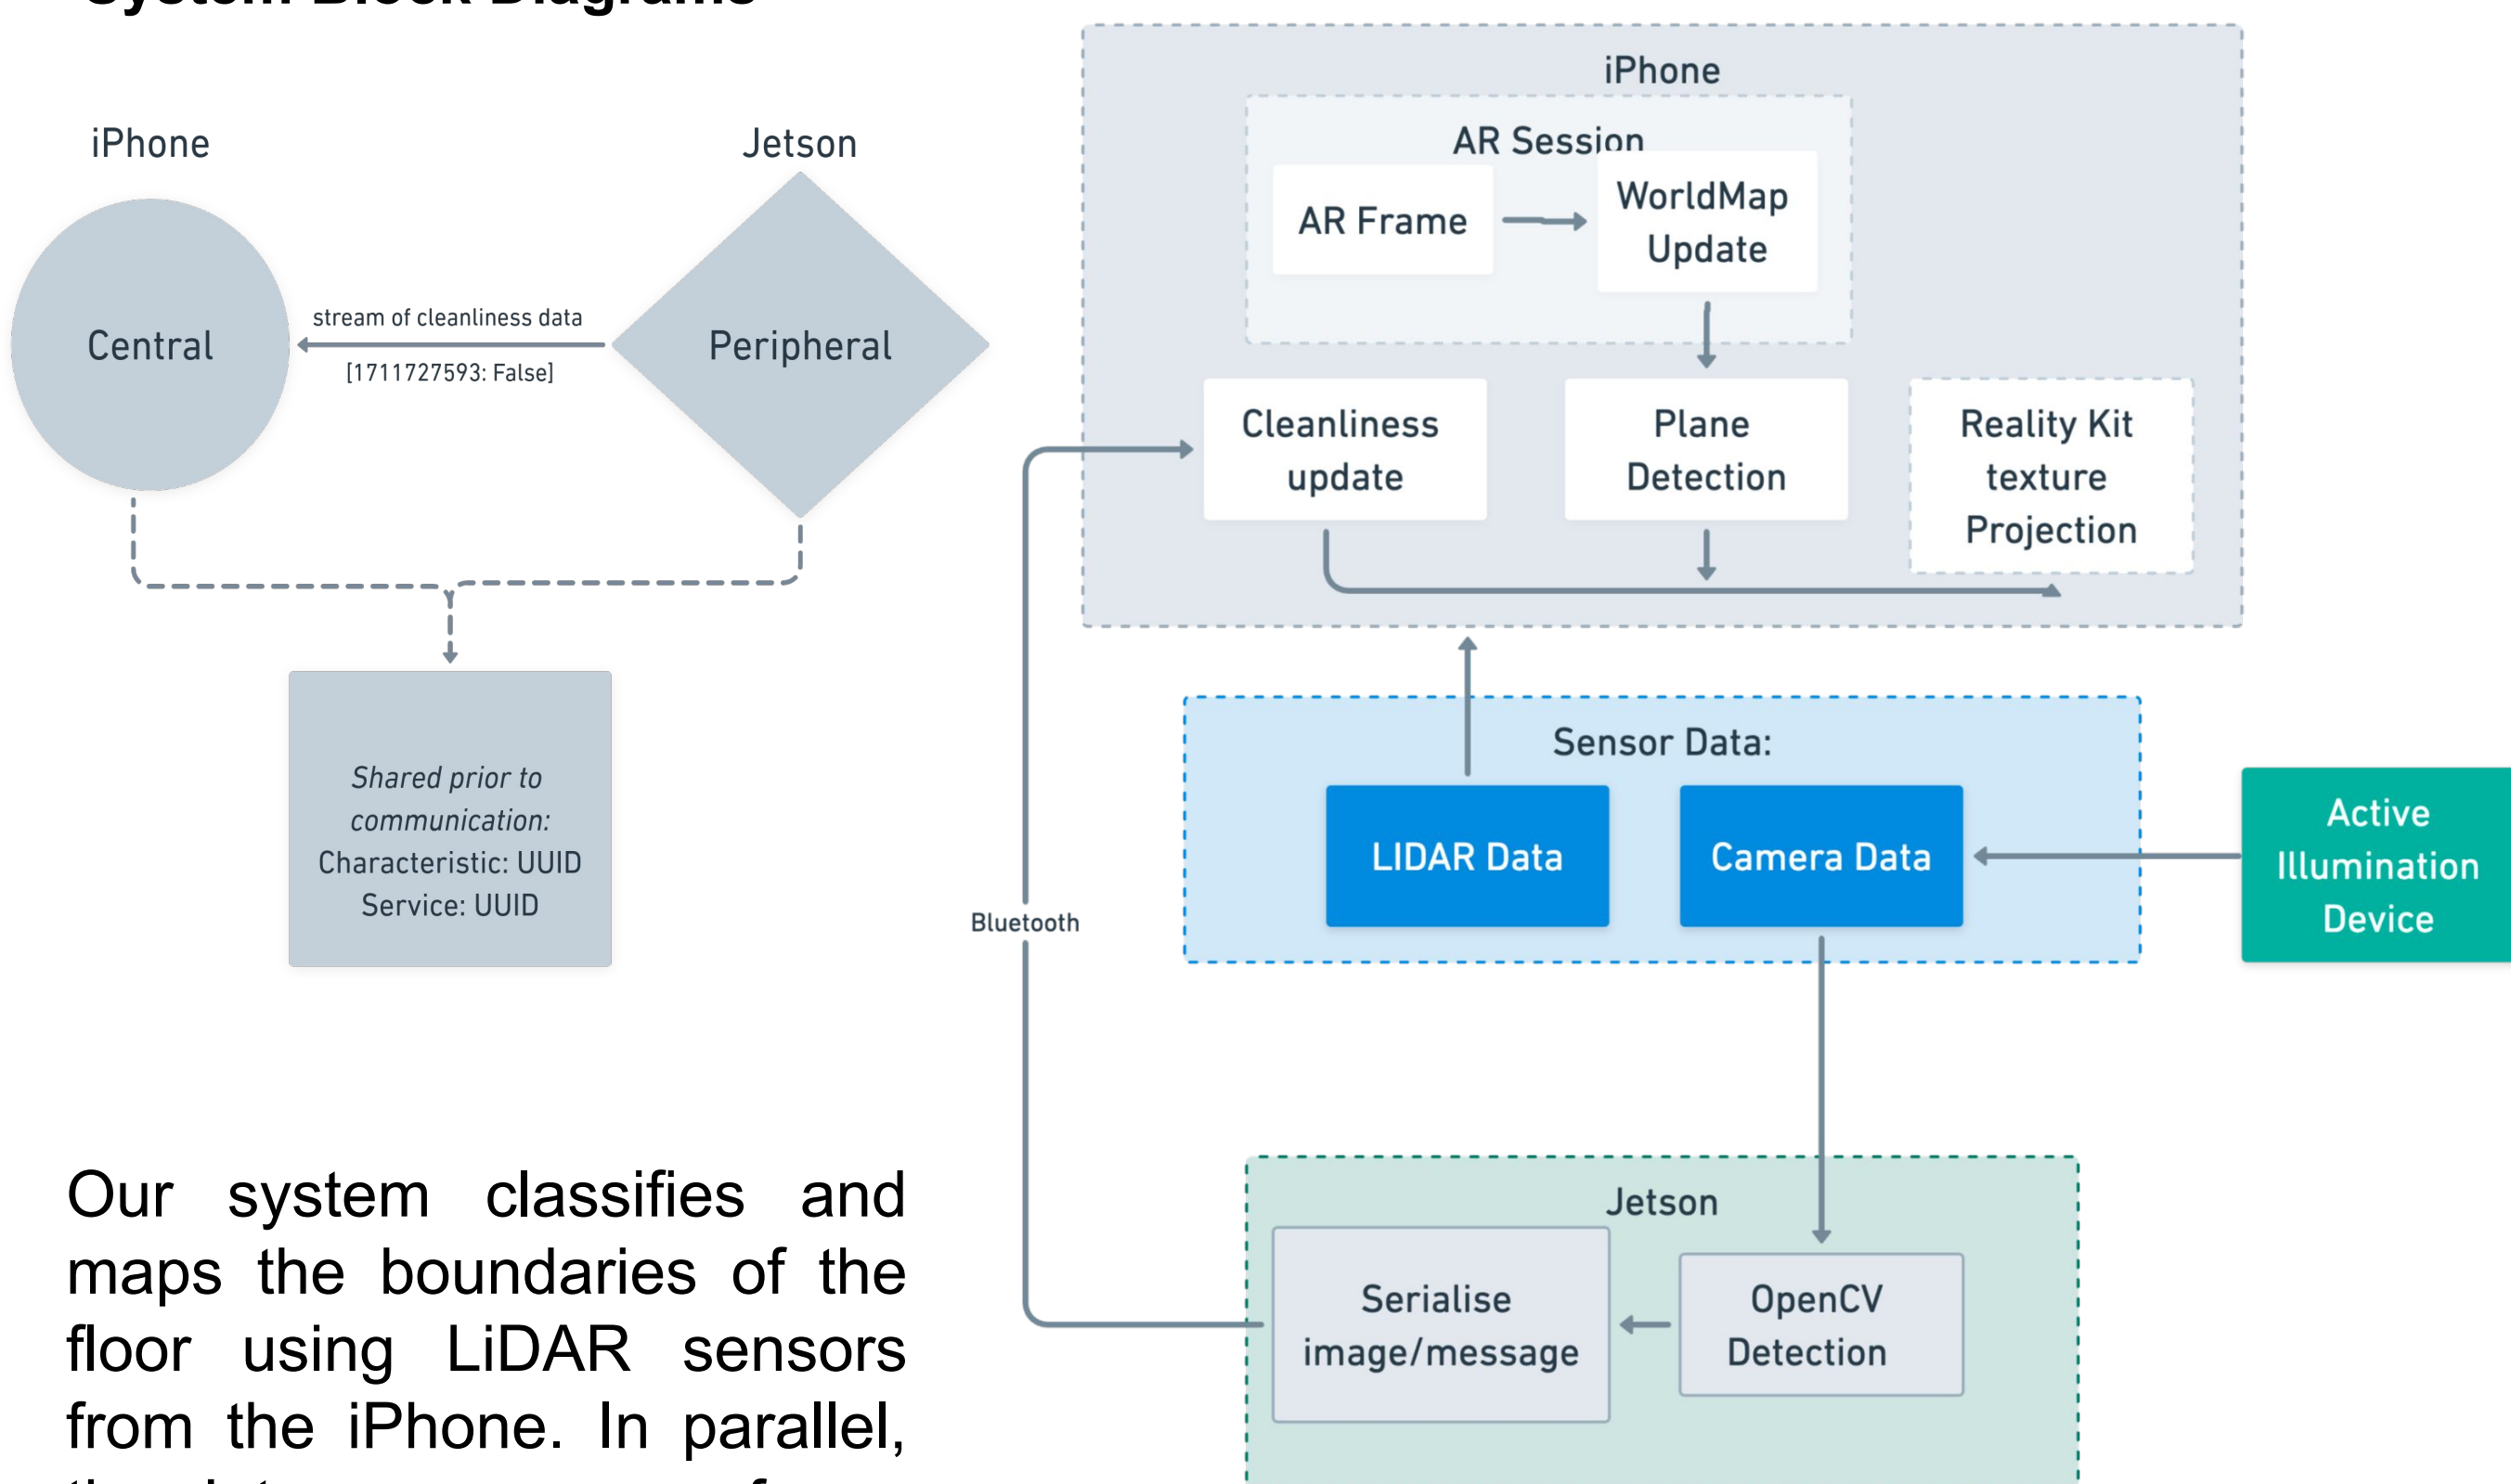 System Block Diagrams
iPhone
Jetson
Central
stream of cleanliness data
[1711727593: False]
Peripheral
Shared prior to
communication:
Characteristic: UUID
Service: UUID
iPhone
AR Session
AR Frame
WorldMap
Update
Cleanliness
update
Plane
Detection
Reality Kit
texture
Projection
Sensor Data:
LIDAR Data
Camera Data
Active
Illumination
Device
Bluetooth
Jetson
Serialise
image/message
OpenCV
Detection
Our system classifies and
maps the boundaries of the
floor using LiDAR sensors
from the iPhone. In parallel,